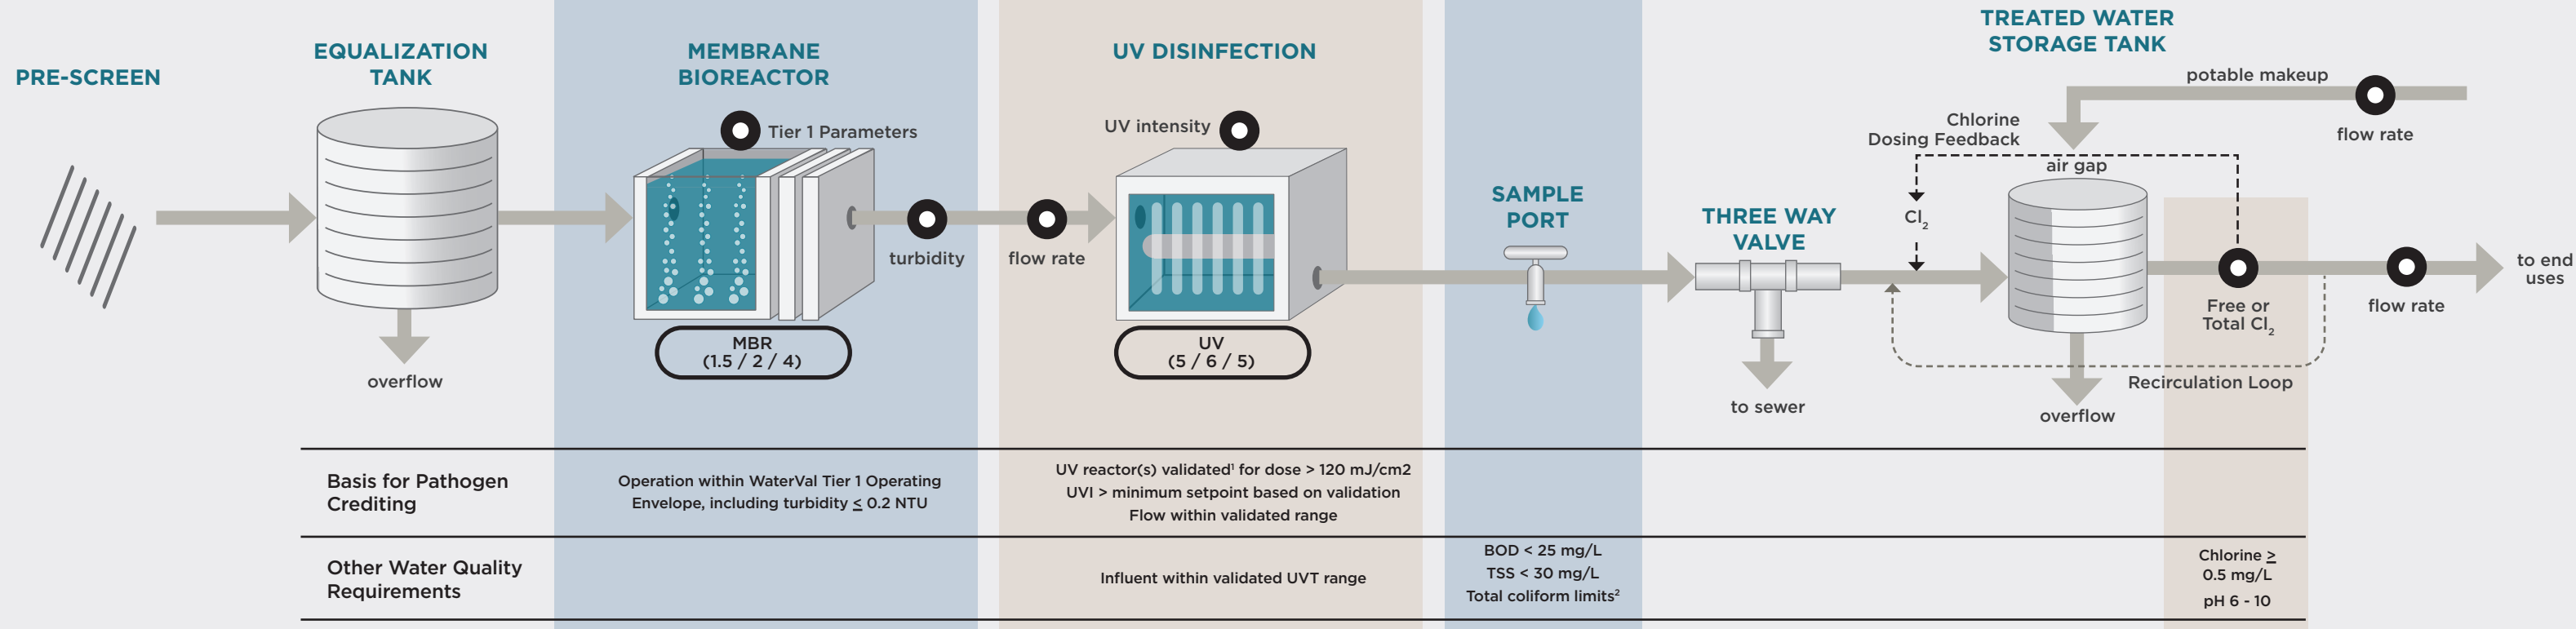 PRE-SCREEN
EQUALIZATION
TANK
overflow
MEMBRANE
BIOREACTOR
Tier 1 Parameters
turbidity
MBR
(1.5 / 2 / 4)
flow rate
UV DISINFECTION
UV intensity
UV
(5 / 6 / 5)
SAMPLE
PORT
THREE WAY
VALVE
to sewer
TREATED WATER
STORAGE TANK
potable makeup
flow rate
Chlorine
Dosing Feedback
air gap
Cl2
Free or
Total Cl2
flow rate
to end
uses
Recirculation Loop
overflow
Basis for Pathogen
Crediting
Operation within WaterVal Tier 1 Operating
Envelope, including turbidity ≤ 0.2 NTU
UV reactor(s) validated¹ for dose > 120 mJ/cm2
UVI > minimum setpoint based on validation
Flow within validated range
Other Water Quality
Requirements
Influent within validated UVT range
BOD < 25 mg/L
TSS < 30 mg/L
Total coliform limits²
Chlorine ≥
0.5 mg/L
pH 6 - 10